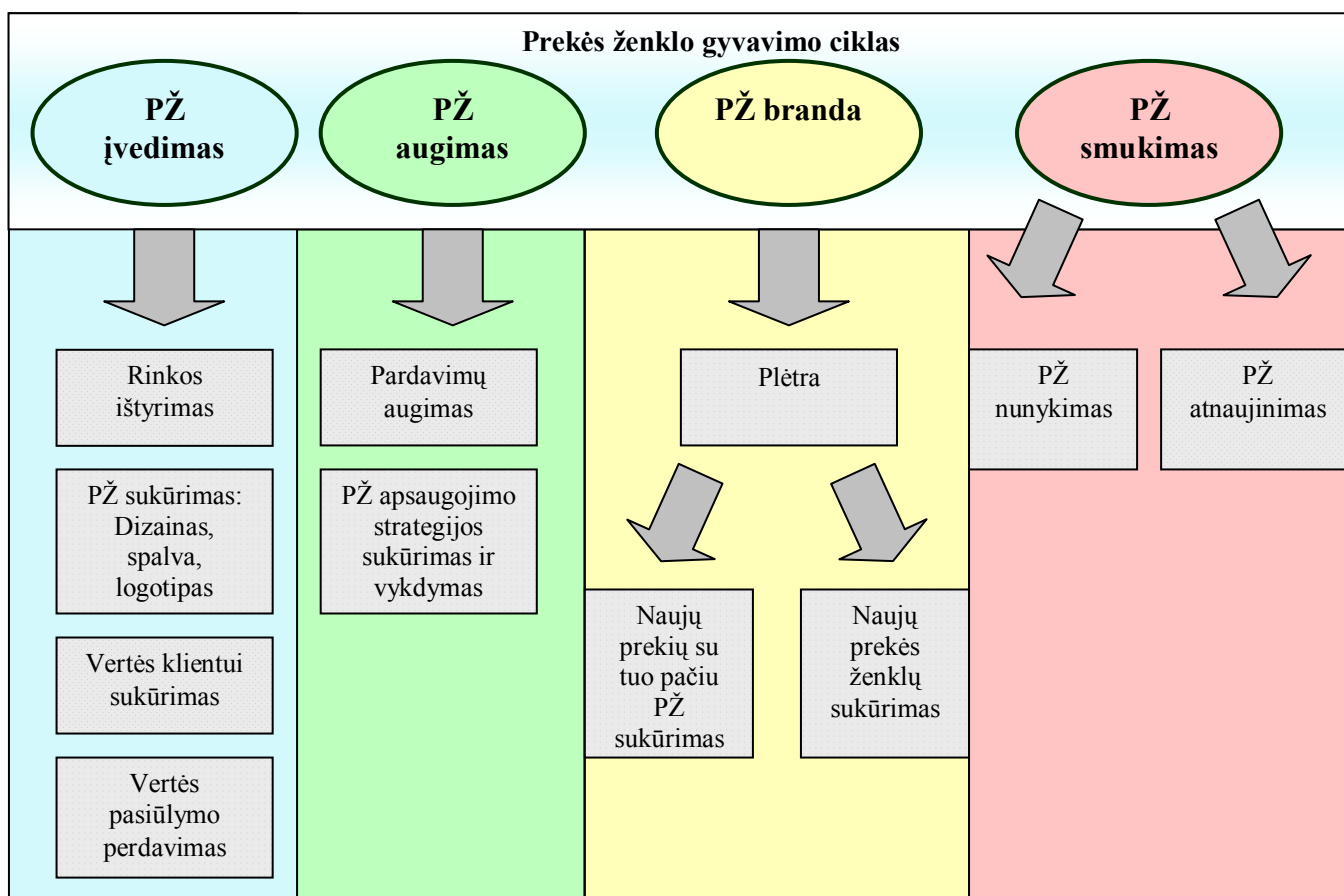 Prekės ženklo gyvavimo ciklas
PŽ
įvedimas
PŽ
augimas
PŽ branda
PŽ
smukimas
Rinkos
ištyrimas
PŽ sukūrimas:
Dizainas,
spalva,
logotipas
Vertės klientui
sukūrimas
Vertės
pasiūlymo
perdavimas
Pardavimų
augimas
PŽ apsaugojimo
strategijos
sukūrimas ir
vykdymas
Plėtra
Naujų
prekių su
tuo pačiu
PŽ
sukūrimas
Naujų
prekės
ženklų
sukūrimas
PŽ
nunykimas
PŽ
atnaujinimas